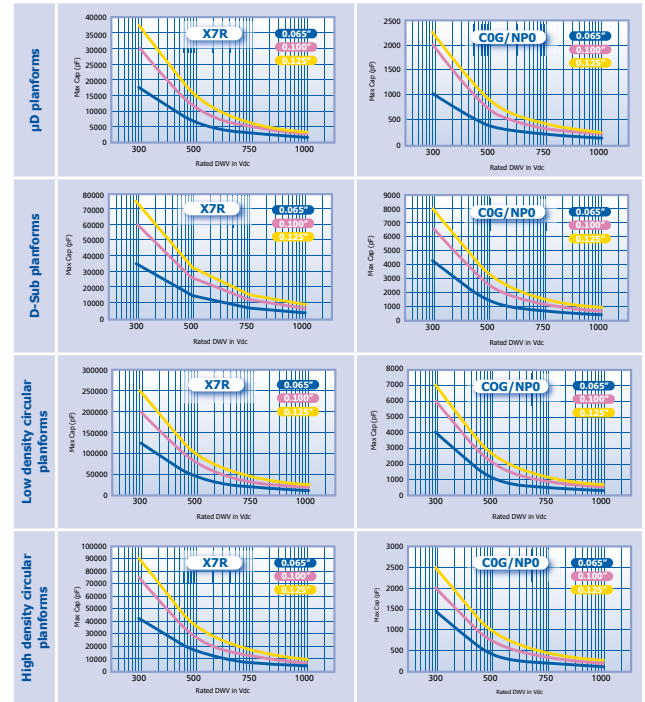 µD planforms
X7R
40000
35000
30000
25000
20000
15000
10000
5000
0
Max Cap (pF)
0.065"
0.100"
0.125"
300 500 750 1000
Rated DWV in Vdc
C0G/NP0
2500
2000
1500
1000
500
0
Max Cap (pF)
0.065"
0.100"
0.125"
300 500 750 1000
Rated DWV in Vdc
D-Sub planforms
X7R
80000
70000
60000
50000
40000
30000
20000
10000
0
Max Cap (pF)
0.065"
0.100"
0.125"
300 500 750 1000
Rated DWV in Vdc
C0G/NP0
9000
8000
7000
6000
5000
4000
3000
2000
1000
0
Max Cap (pF)
0.065"
0.100"
0.125"
300 500 750 1000
Rated DWV in Vdc
Low density circular
planforms
X7R
300000
250000
200000
150000
100000
50000
0
Max Cap (pF)
0.065"
0.100"
0.125"
300 500 750 1000
Rated DWV in Vdc
C0G/NP0
8000
7000
6000
5000
4000
3000
2000
1000
0
Max Cap (pF)
0.065"
0.100"
0.125"
300 500 750 1000
Rated DWV in Vdc
High density circular
planforms
X7R
100000
90000
80000
70000
60000
50000
40000
30000
20000
10000
0
Max Cap (pF)
0.065"
0.100"
0.125"
300 500 750 1000
Rated DWV in Vdc
C0G/NP0
3000
2500
2000
1500
1000
500
0
Max Cap (pF)
0.065"
0.100"
0.125"
300 500 750 1000
Rated DWV in Vdc